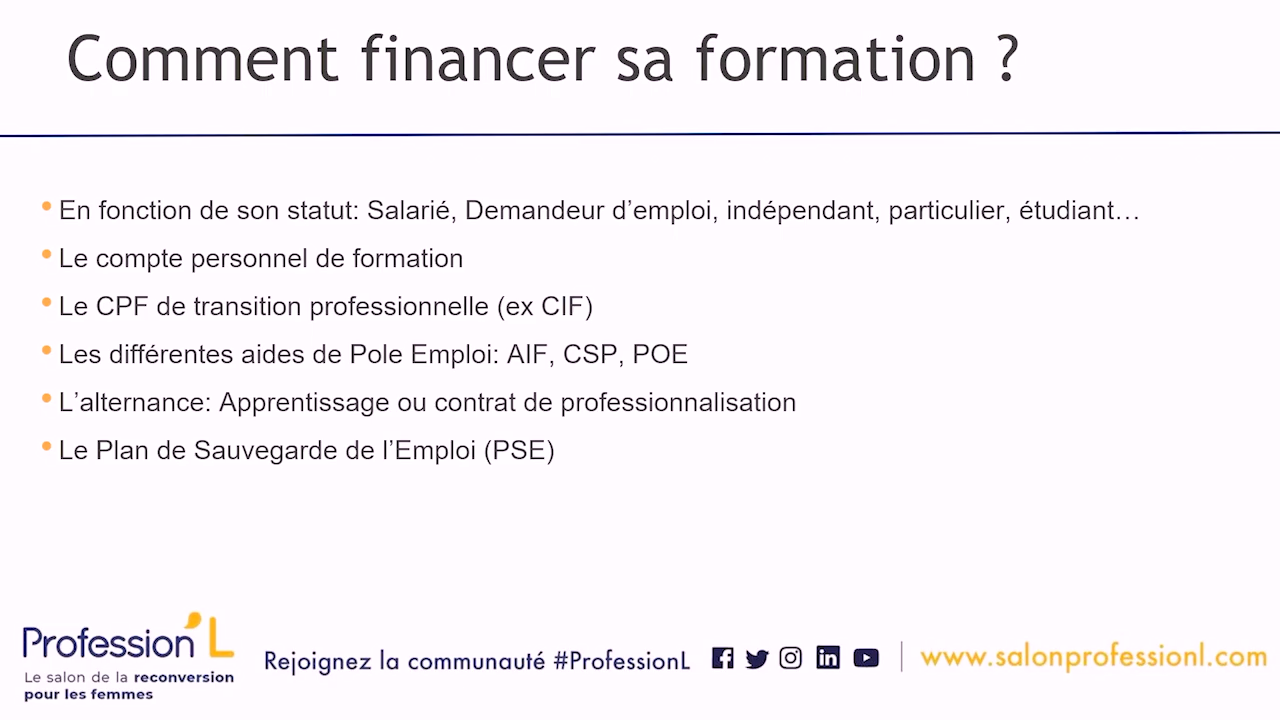 Comment financer sa formation ?
En fonction de son statut: Salarié, Demandeur d’emploi, indépendant, particulier, étudiant…
Le compte personnel de formation
Le CPF de transition professionnelle (ex CIF)
Les différentes aides de Pole Emploi: AIF, CSP, POE
L’alternance: Apprentissage ou contrat de professionnalisation
Le Plan de Sauvegarde de l’Emploi (PSE)
Profession’L
Le salon de la reconversion
pour les femmes
Rejoignez la communauté #ProfessionL
www.salonprofessionl.com